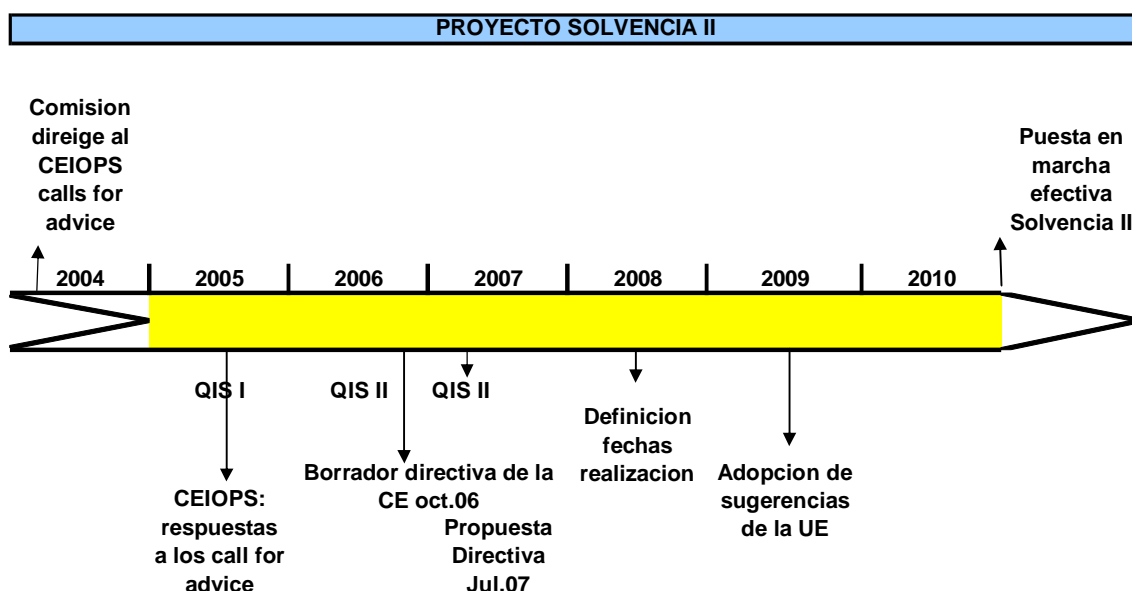 PROYECTO SOLVENCIA II
Comision
direige al
CEIOPS
calls for
advice
Puesta en
marcha
efectiva
Solvencia II
2004 2005 2006 2007 2008 2009 2010
QIS I QIS II QIS II
Definicion
fechas
realizacion
Borrador directiva de la
CE oct.06
Adopcion de
sugerencias
de la UE
CEIOPS:
respuestas
a los call for
advice
Propuesta
Directiva
Jul.07